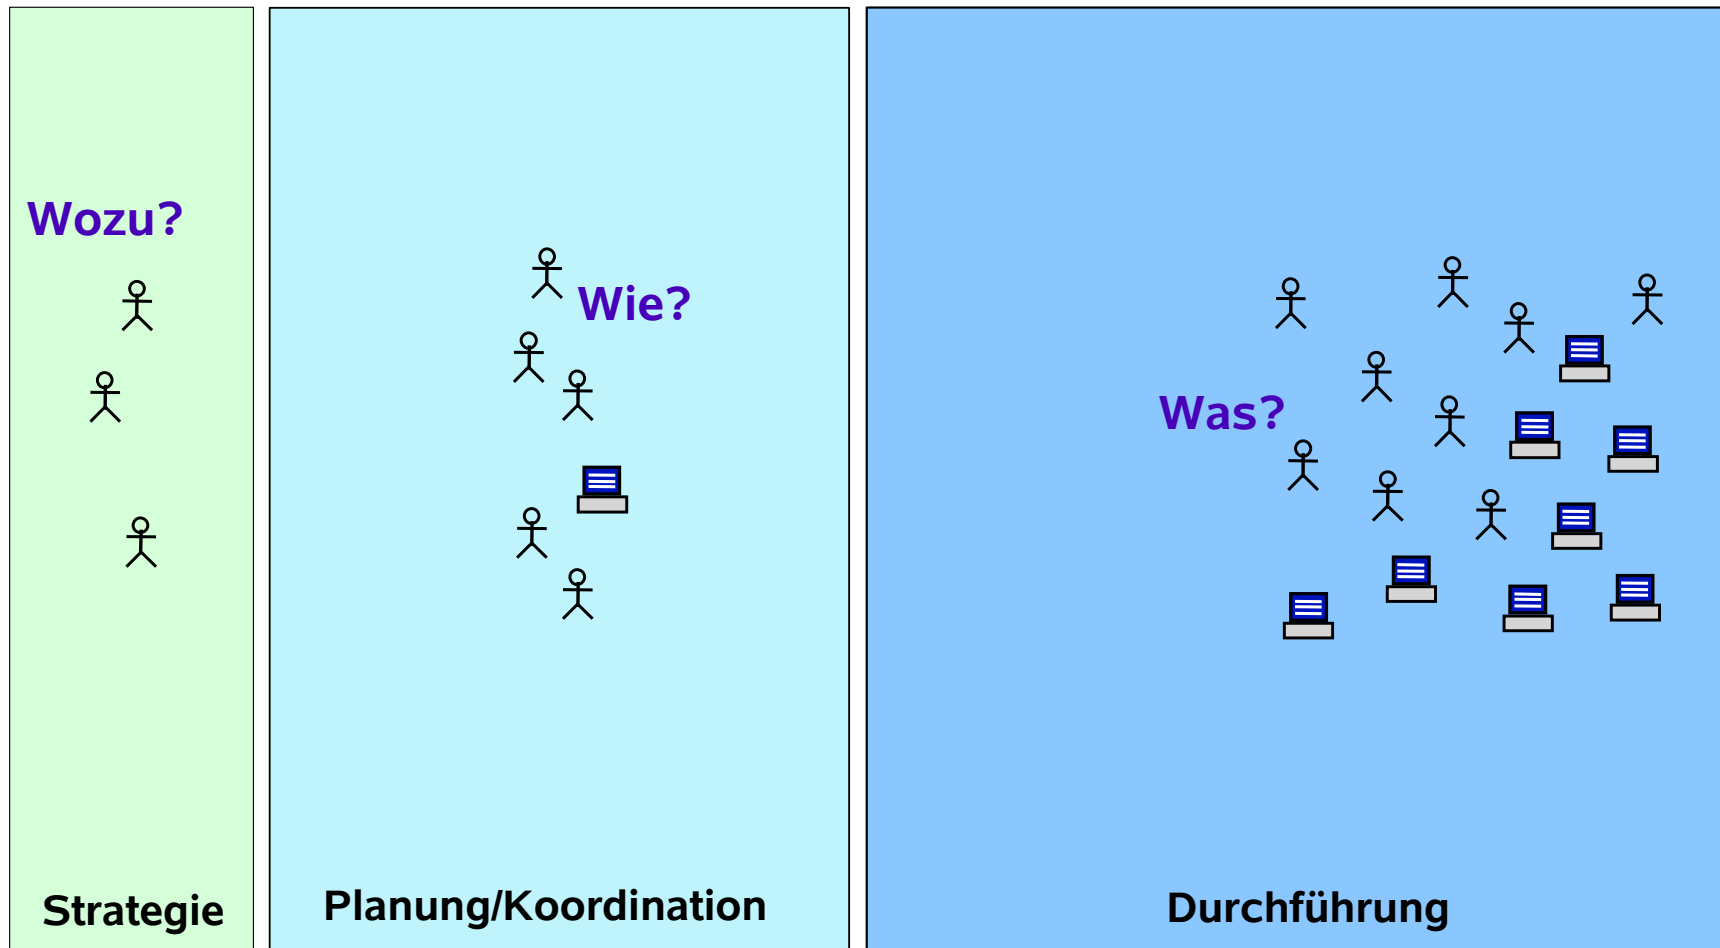 Wozu?
Strategie
Wie?
Planung/Koordination
Was?
Durchführung